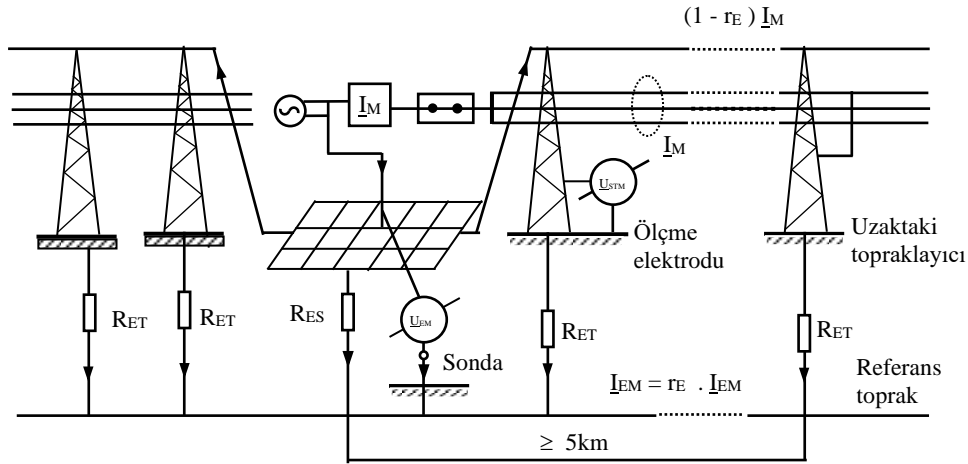 (1 - rE ) IM
IM
IM
USTM
Ölçme
elektrodu
Uzaktaki
topraklayıcı
RET
RET
RES
UEM
RET
RET
Sonda
IEM = rE . IEM
Referans
toprak
≥ 5km